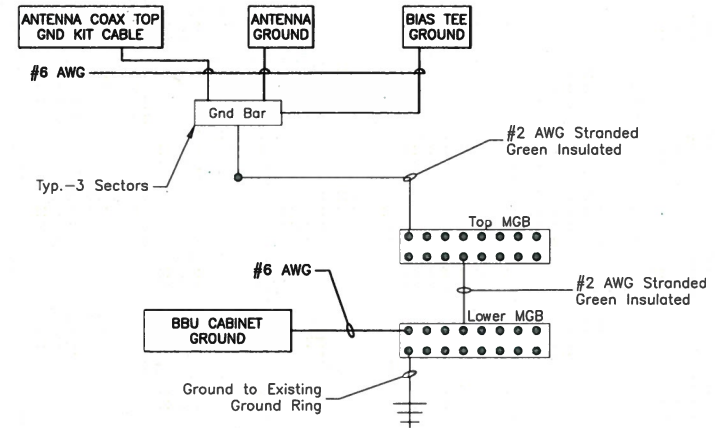 ANTENNA COAX TOP
GND KIT CABLE
ANTENNA
GROUND
BIAS TEE
GROUND
#6 AWG
Gnd Bar
#2 AWG Stranded
Green Insulated
Typ.-3 Sectors
Top MGB
#6 AWG
#2 AWG Stranded
Green Insulated
BBU CABINET
GROUND
Lower MGB
Ground to Existing
Ground Ring